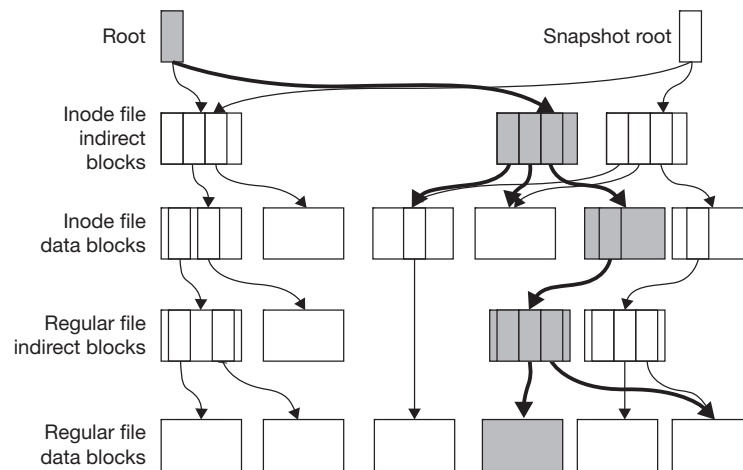 Root
Snapshot root
Inode file
indirect
blocks
Inode file
data blocks
Regular file
indirect blocks
Regular file
data blocks